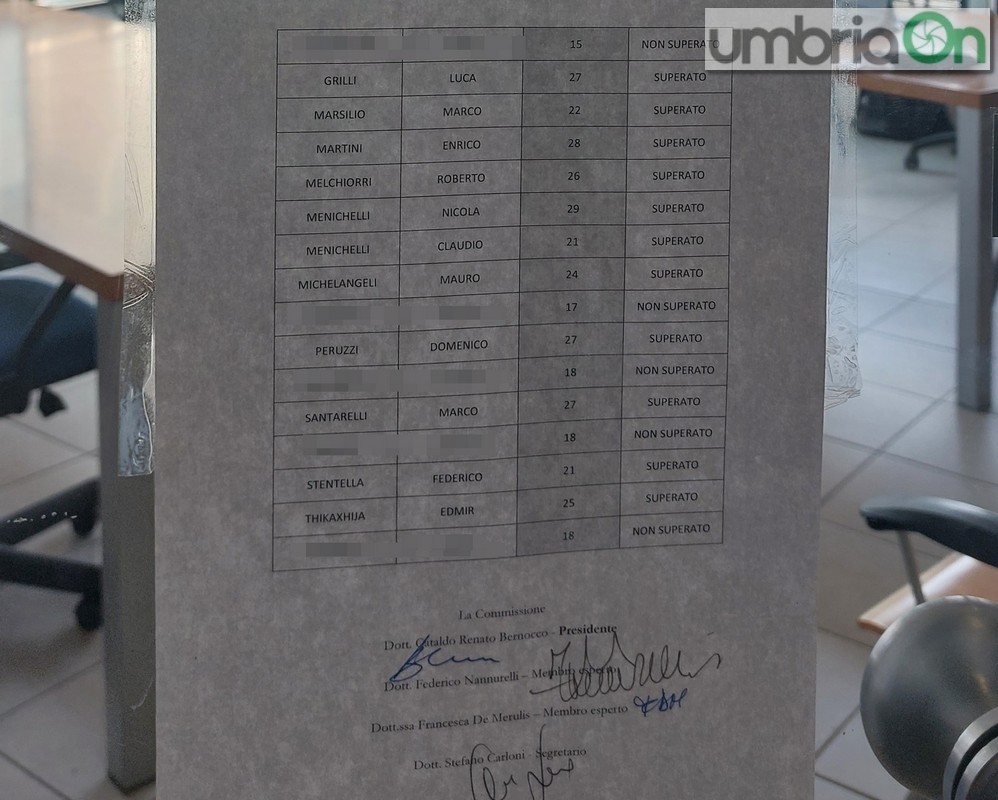 umbriaOn
15 NON SUPERATO
GRILLI LUCA 27 SUPERATO
MARSILIO MARCO 22 SUPERATO
MARTINI ENRICO 28 SUPERATO
MELCHIORRI ROBERTO 26 SUPERATO
MENICHELLI NICOLA 29 SUPERATO
MENICHELLI CLAUDIO 21 SUPERATO
MICHELANGELI MAURO 24 SUPERATO
17 NON SUPERATO
PERUZZI DOMENICO 27 SUPERATO
18 NON SUPERATO
SANTARELLI MARCO 27 SUPERATO
18 NON SUPERATO
STENTELLA FEDERICO 21 SUPERATO
THIKAXHIJA EDMIR 25 SUPERATO
18 NON SUPERATO
La Commissione
Dott. Cataldo Renato Bernocco - Presidente
Dott. Federico Nannurelli – Membro esperto
Dott.ssa Francesca De Merulis – Membro esperto
Dott. Stefano Carloni - Segretario